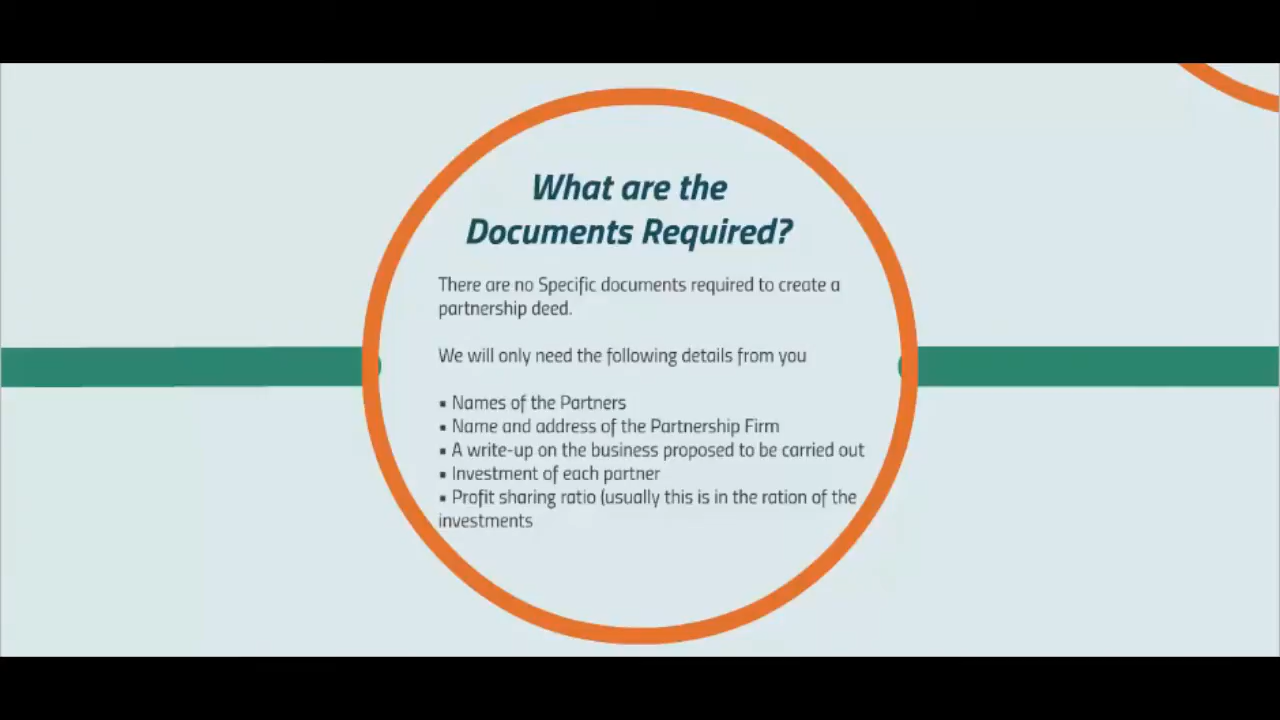 What are the
Documents Required?
There are no Specific documents required to create a
partnership deed.
We will only need the following details from you
▪ Names of the Partners
▪ Name and address of the Partnership Firm
▪ A write-up on the business proposed to be carried out
▪ Investment of each partner
▪ Profit sharing ratio (usually this is in the ration of the
investments